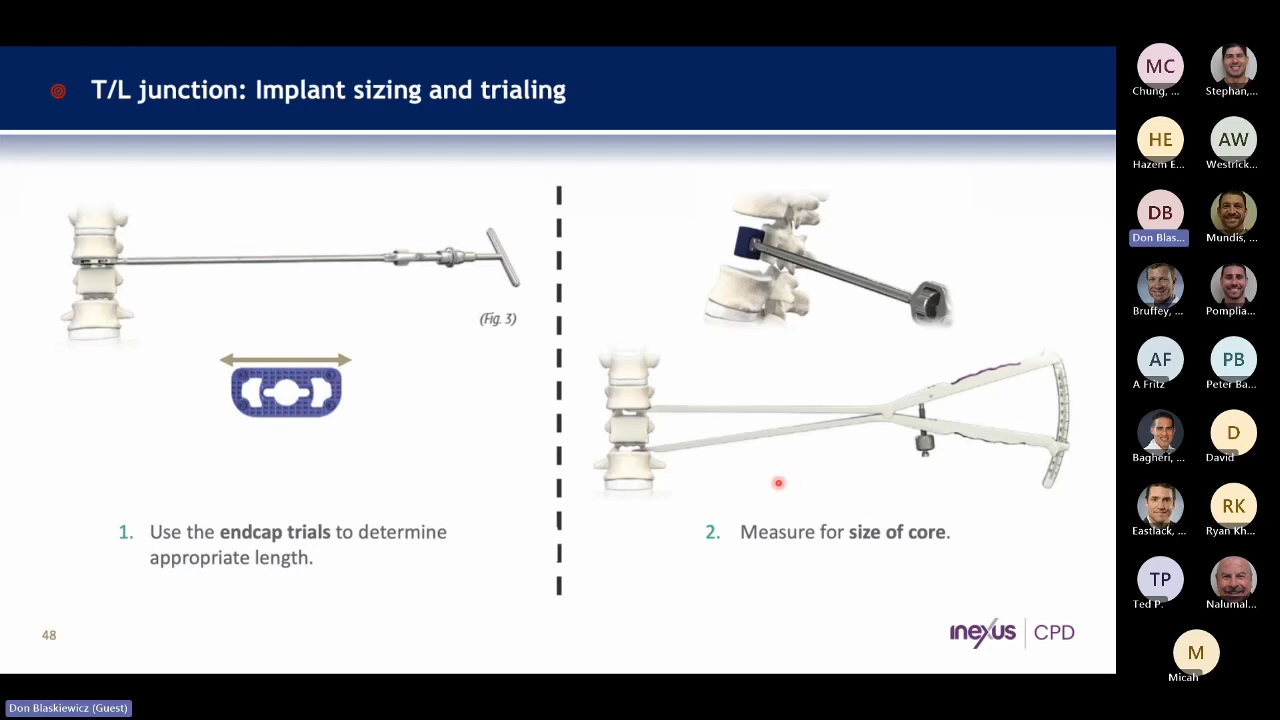 T/L junction: Implant sizing and trialing
(Fig. 3)
1. Use the endcap trials to determine
appropriate length.
2. Measure for size of core.
48
inexus CPD
MC
Chung, ...
Stephan,...
HE
Hazem E...
AW
Westrick...
DB
Don Blas...
Mundis, ...
Bruffey, ...
Pomplia...
AF
A Fritz
PB
Peter Ba...
Bagheri, ...
D
David
Eastlack, ...
RK
Ryan Kh...
TP
Ted P.
Nalumal...
M
Micah
Don Blaskiewicz (Guest)